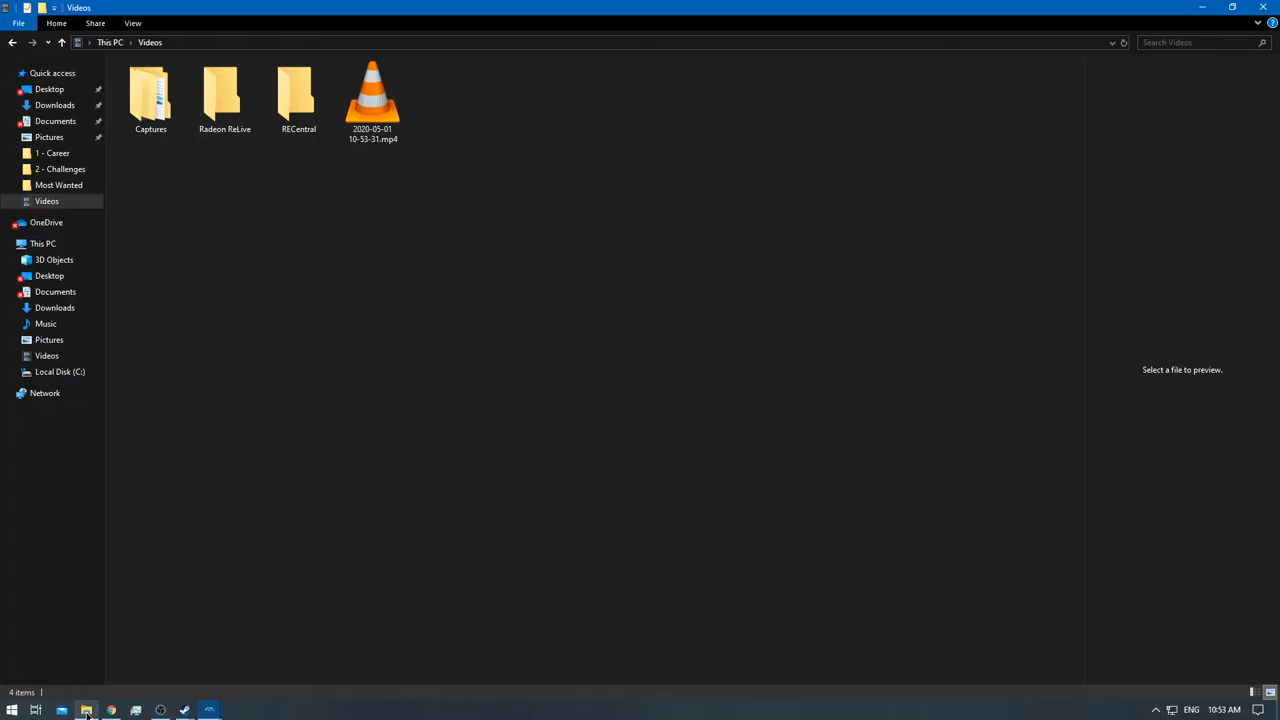 Videos
File Home Share View
This PC Videos
Search Videos
Quick access
Desktop
Downloads
Documents
Pictures
1 - Career
2 - Challenges
Most Wanted
Videos
OneDrive
This PC
3D Objects
Desktop
Documents
Downloads
Music
Pictures
Videos
Local Disk (C:)
Network
Captures
Radeon ReLive
RECentral
2020-05-01
10-53-31.mp4
Select a file to preview.
4 items
ENG 10:53 AM